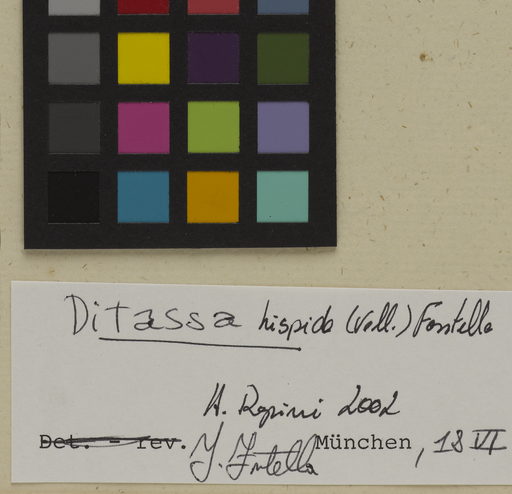 Ditassa hispida (Vell.) Fontella
A. Rapini 2002
Det. - rev. J. Fontella München, 18 VI